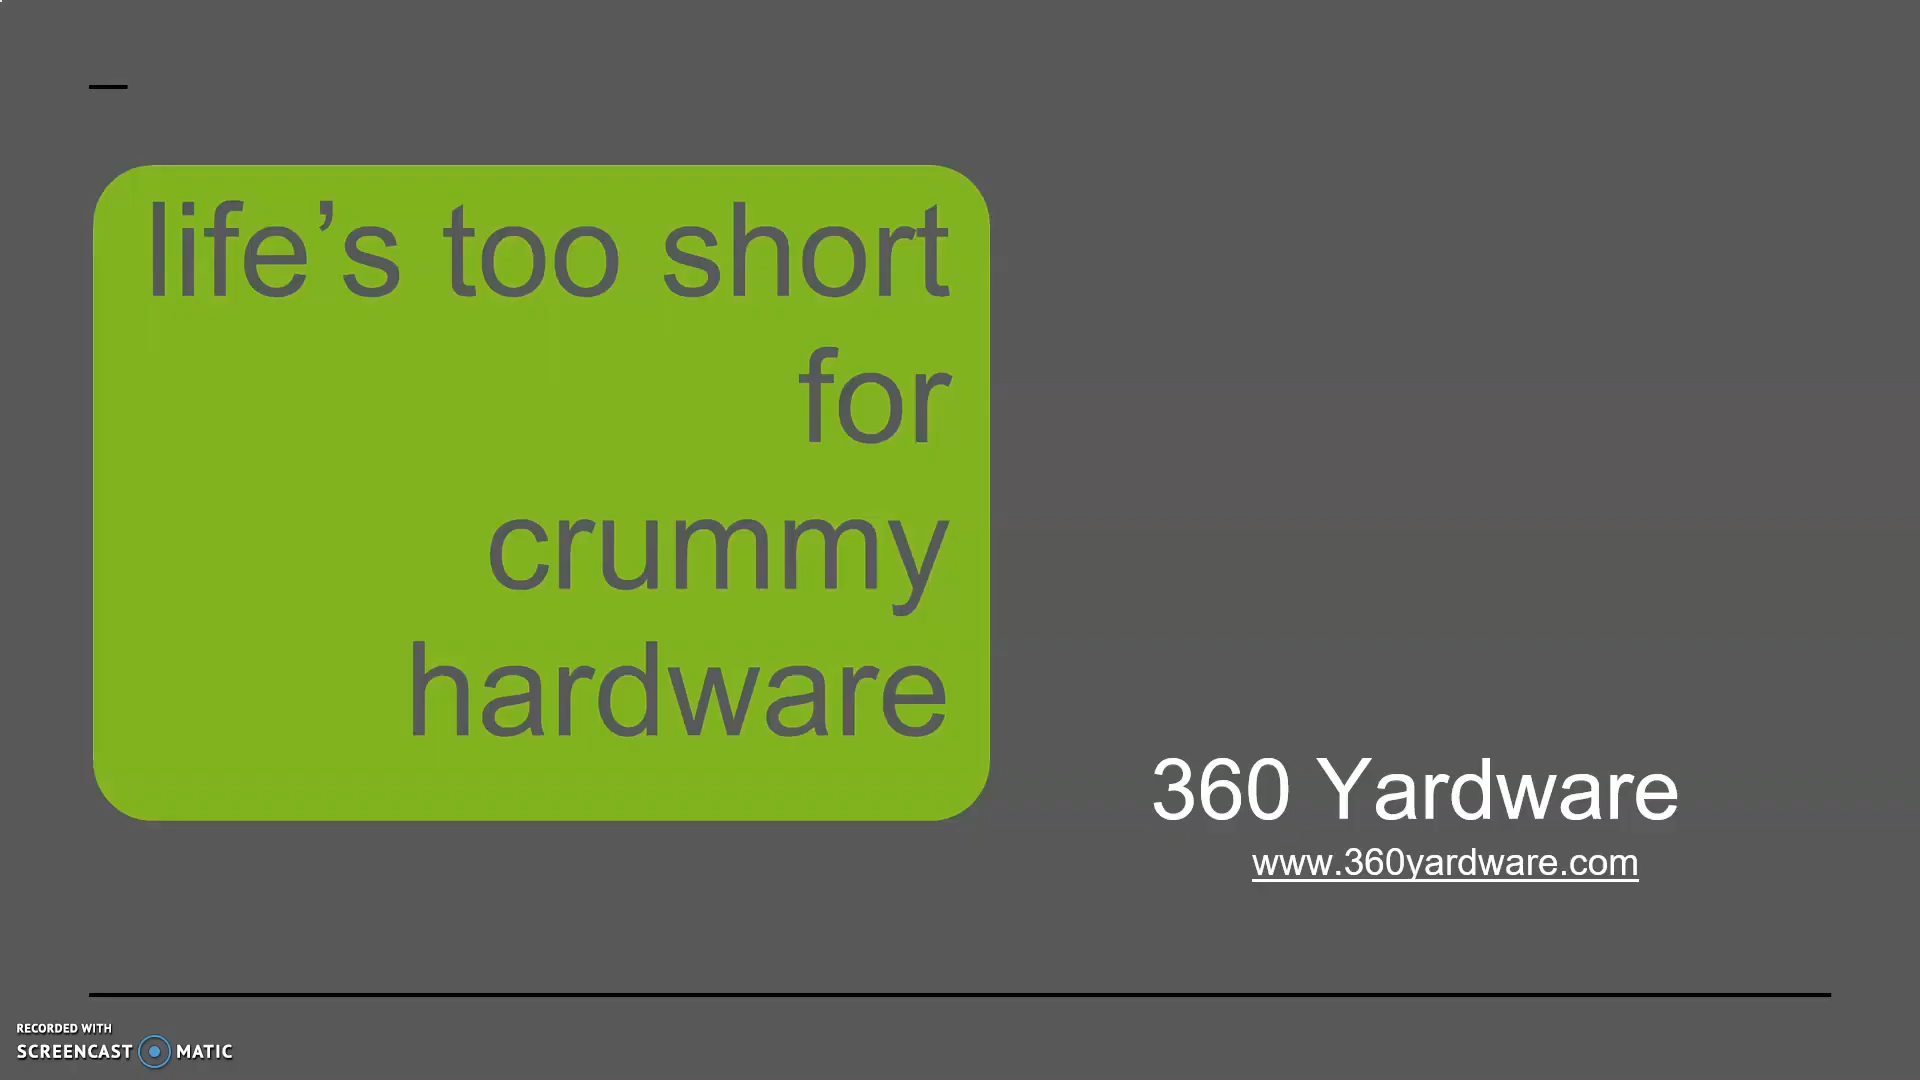 life’s too short
for
crummy
hardware
360 Yardware
www.360yardware.com
RECORDED WITH
SCREENCAST MATIC